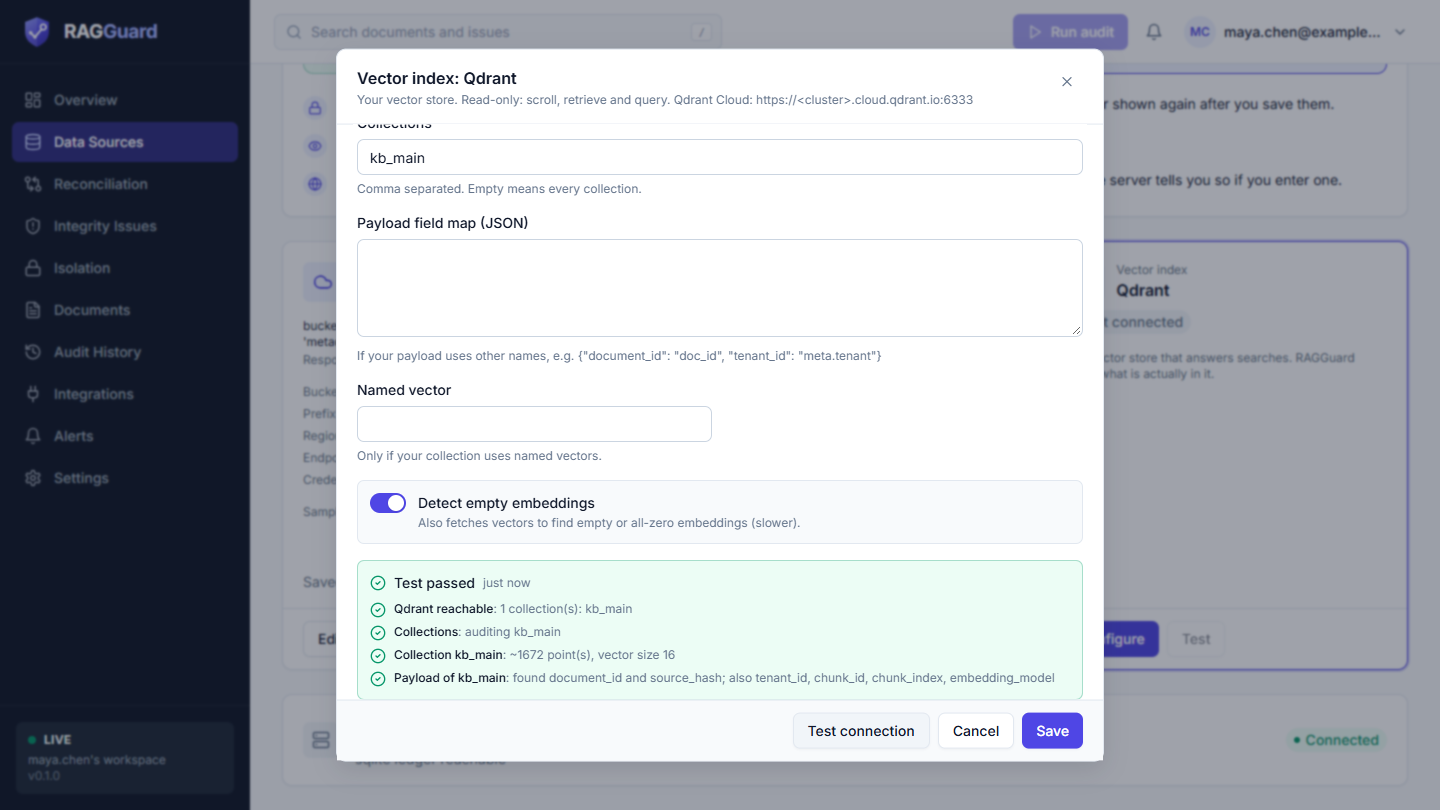 RAGGuard
Search documents and issues
/
Run audit
MC
maya.chen@example...
Overview
Data Sources
Reconciliation
Integrity Issues
Isolation
Documents
Audit History
Integrations
Alerts
Settings
LIVE
maya.chen's workspace
v0.1.0
Vector index: Qdrant
Your vector store. Read-only: scroll, retrieve and query. Qdrant Cloud: https://<cluster>.cloud.qdrant.io:6333
Collections
kb_main
Comma separated. Empty means every collection.
Payload field map (JSON)
If your payload uses other names, e.g. {"document_id": "doc_id", "tenant_id": "meta.tenant"}
Named vector
Only if your collection uses named vectors.
Detect empty embeddings
Also fetches vectors to find empty or all-zero embeddings (slower).
Test passed just now
Qdrant reachable: 1 collection(s): kb_main
Collections: auditing kb_main
Collection kb_main: ~1672 point(s), vector size 16
Payload of kb_main: found document_id and source_hash; also tenant_id, chunk_id, chunk_index, embedding_model
Test connection
Cancel
Save
shown again after you save them.
server tells you so if you enter one.
Vector index
Qdrant
connected
store that answers searches. RAGGuard
what is actually in it.
Test
Connected